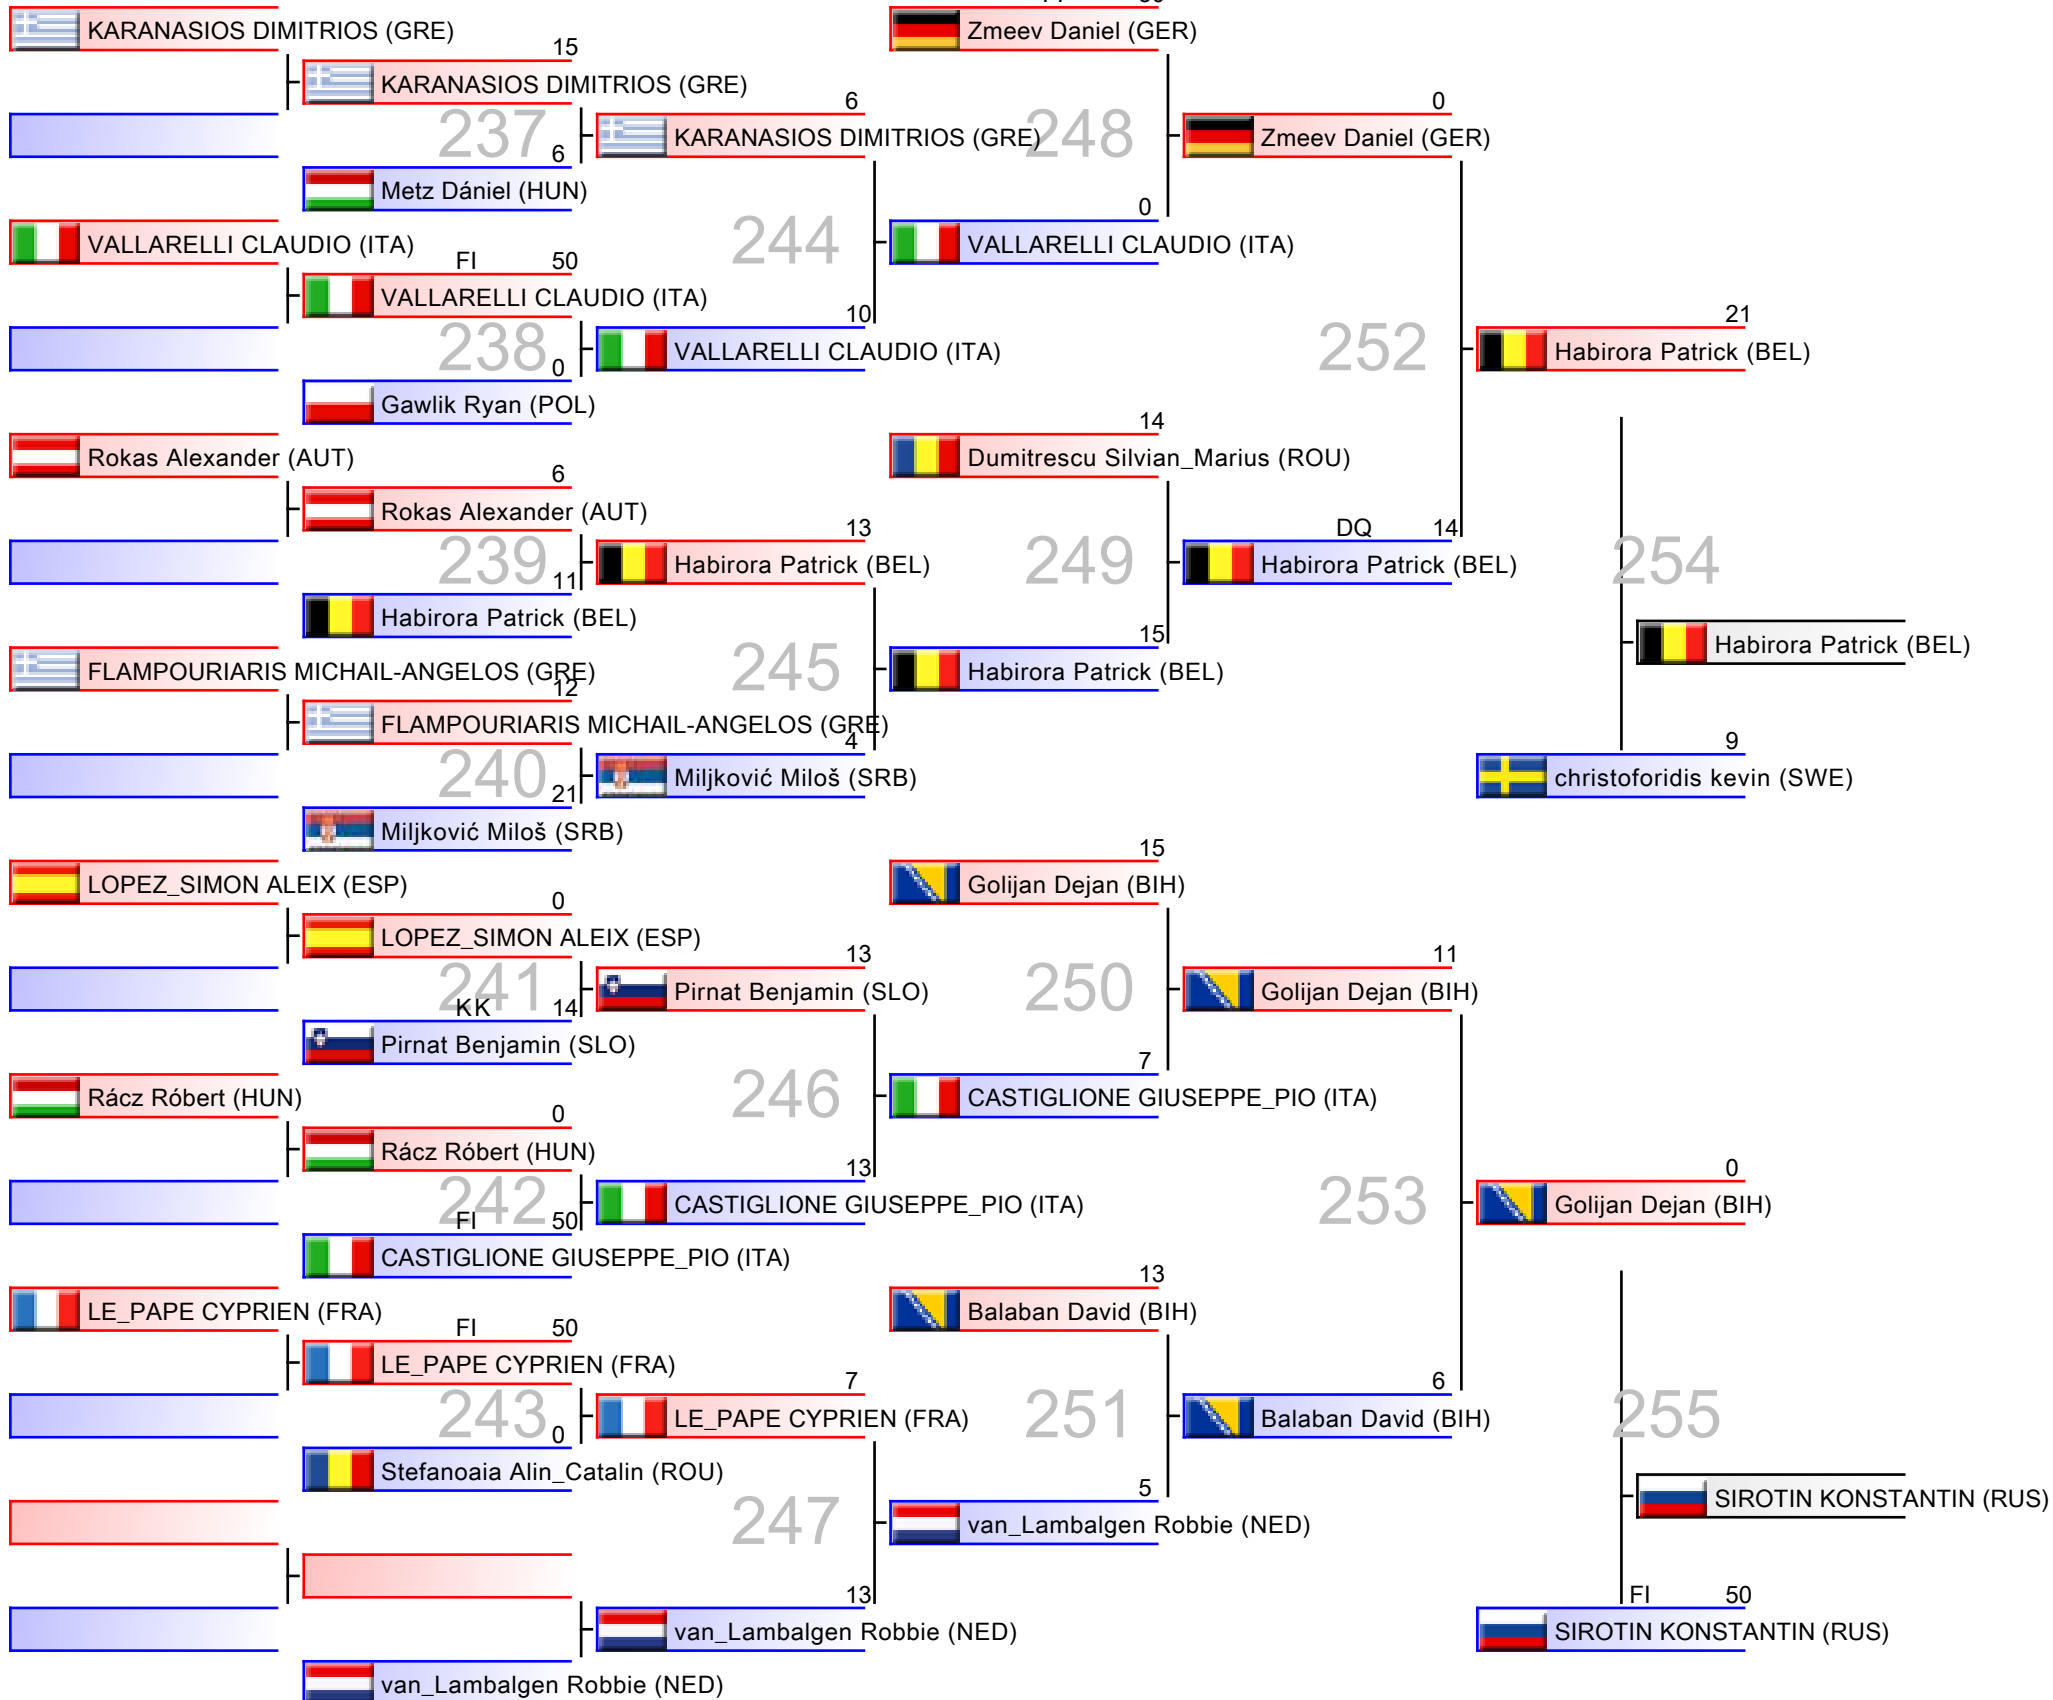 KARANASIOS DIMITRIOS (GRE)
Zmeev Daniel (GER)
15
KARANASIOS DIMITRIOS (GRE)
6
0
237
KARANASIOS DIMITRIOS (GRE)
248
Zmeev Daniel (GER)
6
Metz Dániel (HUN)
0
VALLARELLI CLAUDIO (ITA)
244
VALLARELLI CLAUDIO (ITA)
FI 50
VALLARELLI CLAUDIO (ITA)
10
21
238
VALLARELLI CLAUDIO (ITA)
252
Habirora Patrick (BEL)
0
Gawlik Ryan (POL)
14
Rokas Alexander (AUT)
Dumitrescu Silvian_Marius (ROU)
6
Rokas Alexander (AUT)
13
DQ 14
239
Habirora Patrick (BEL)
249
Habirora Patrick (BEL)
254
11
Habirora Patrick (BEL)
15
Habirora Patrick (BEL)
FLAMPOURIARIS MICHAIL-ANGELOS (GRE)
245
Habirora Patrick (BEL)
12
FLAMPOURIARIS MICHAIL-ANGELOS (GRE)
4
9
240
Miljković Miloš (SRB)
christoforidis kevin (SWE)
21
Miljković Miloš (SRB)
15
LOPEZ_SIMON ALEIX (ESP)
Golijan Dejan (BIH)
0
LOPEZ_SIMON ALEIX (ESP)
13
11
241
Pirnat Benjamin (SLO)
250
Golijan Dejan (BIH)
KK 14
Pirnat Benjamin (SLO)
7
Rácz Róbert (HUN)
246
CASTIGLIONE GIUSEPPE_PIO (ITA)
0
Rácz Róbert (HUN)
13
0
242
CASTIGLIONE GIUSEPPE_PIO (ITA)
253
Golijan Dejan (BIH)
FI 50
CASTIGLIONE GIUSEPPE_PIO (ITA)
13
LE_PAPE CYPRIEN (FRA)
Balaban David (BIH)
FI 50
LE_PAPE CYPRIEN (FRA)
7
6
243
LE_PAPE CYPRIEN (FRA)
251
Balaban David (BIH)
255
0
Stefanoaia Alin_Catalin (ROU)
5
SIROTIN KONSTANTIN (RUS)
247
van_Lambalgen Robbie (NED)
13
FI 50
van_Lambalgen Robbie (NED)
SIROTIN KONSTANTIN (RUS)
van_Lambalgen Robbie (NED)